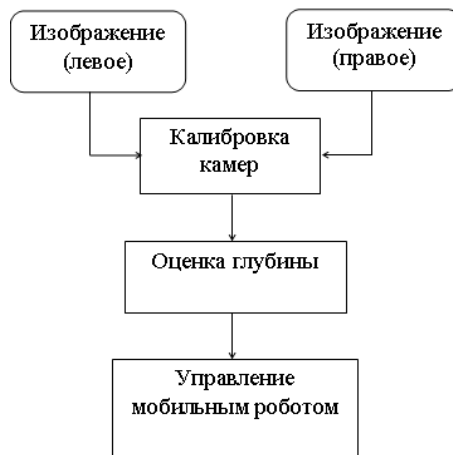 Изображение
(левое)
Изображение
(правое)
Калибровка
камер
Оценка глубины
Управление
мобильным роботом